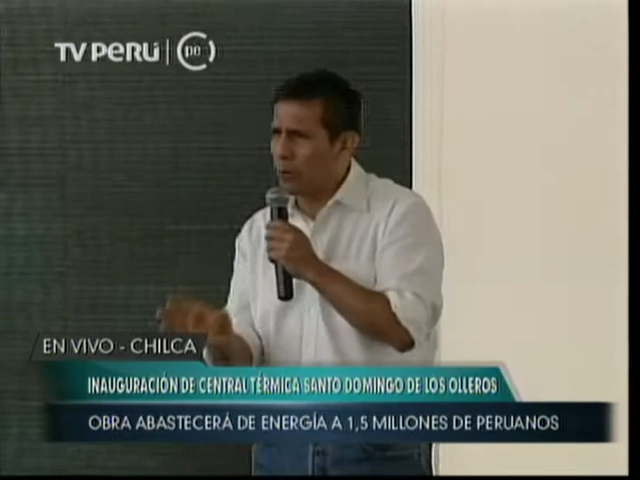 TV PERÚ
EN VIVO - CHILCA
INAUGURACIÓN DE CENTRAL TÉRMICA SANTO DOMINGO DE LOS OLLEROS
OBRA ABASTECERÁ DE ENERGÍA A 1,5 MILLONES DE PERUANOS